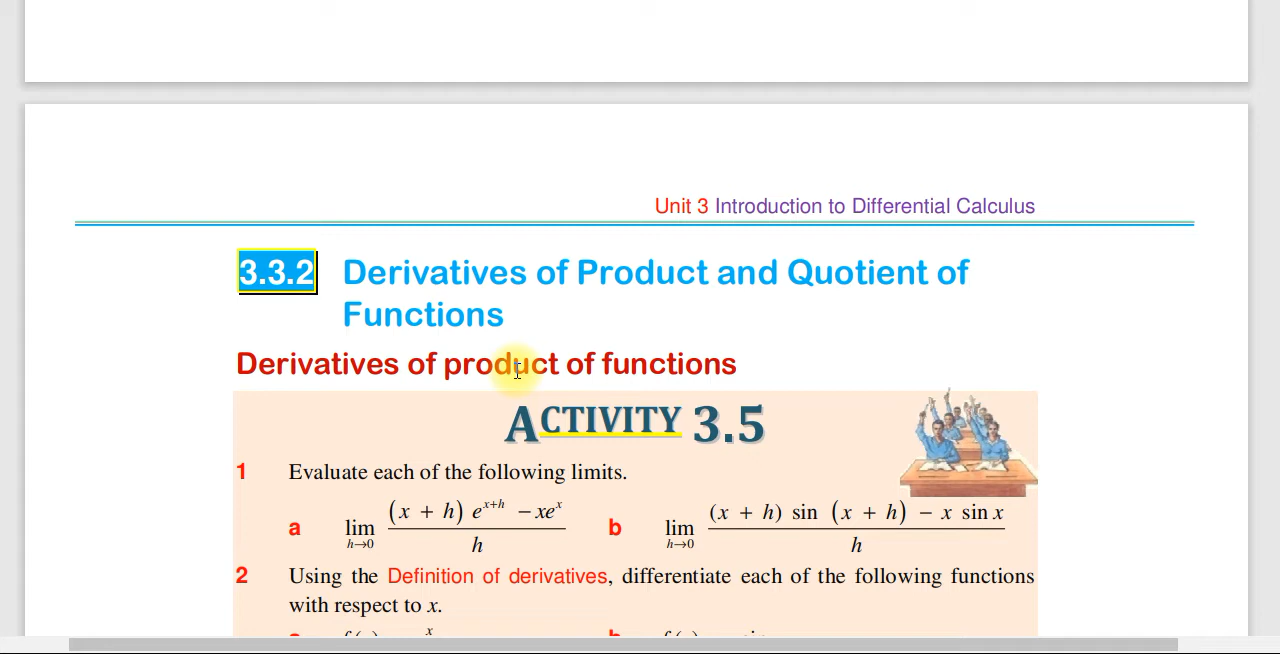 Unit 3 Introduction to Differential Calculus
3.3.2 Derivatives of Product and Quotient of
Functions
Derivatives of product of functions
ACTIVITY 3.5
1 Evaluate each of the following limits.
a lim h→0 ((x + h) e^(x+h) − xe^x) / h b lim h→0 ((x + h) sin (x + h) − x sin x) / h
2 Using the Definition of derivatives, differentiate each of the following functions
with respect to x.